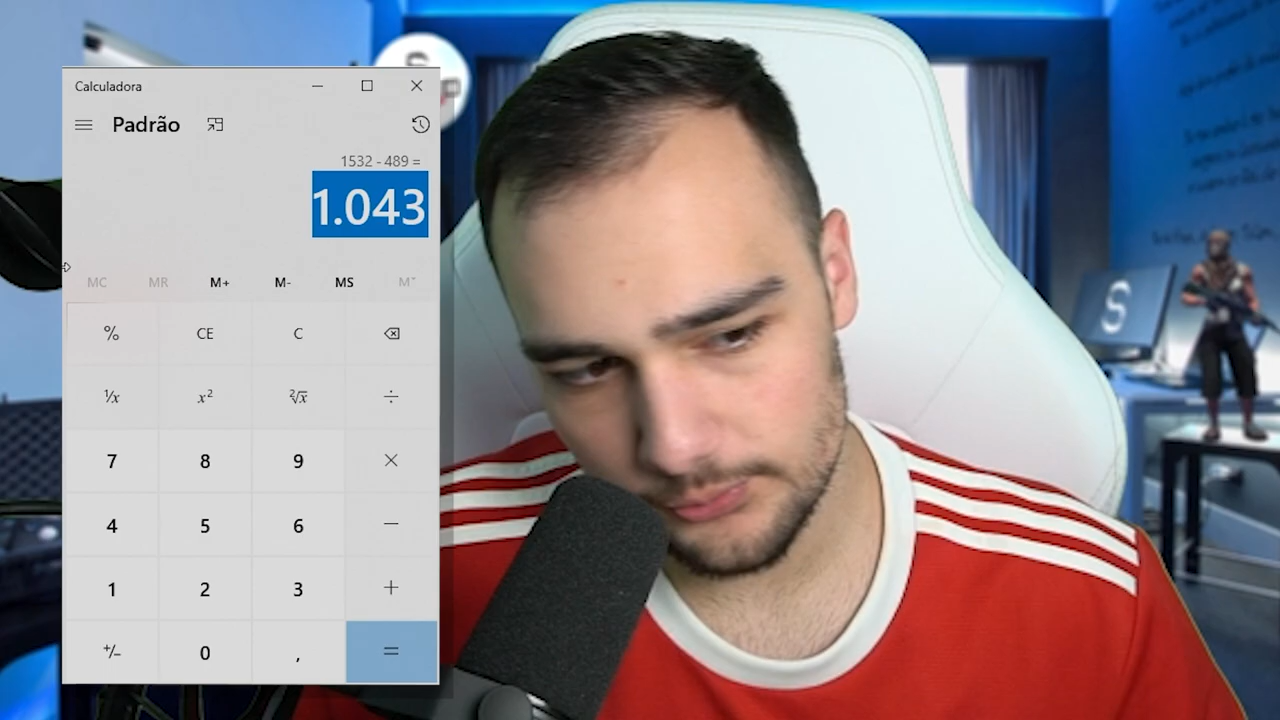 Calculadora
Padrão
1532 - 489 =
1.043
MC MR M+ M- MS M˅
% CE C
¹/x x² ²√x ÷
7 8 9 ×
4 5 6 −
1 2 3 +
+/− 0 , =
S